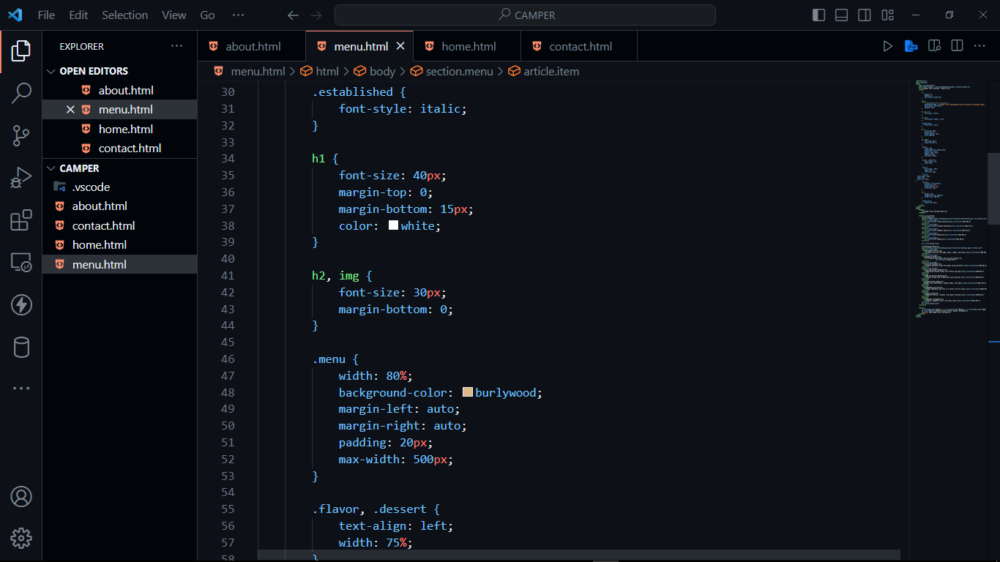 File Edit Selection View Go ···
CAMPER
EXPLORER
OPEN EDITORS
about.html
menu.html
home.html
contact.html
CAMPER
.vscode
about.html
contact.html
home.html
menu.html
about.html menu.html home.html contact.html
menu.html > html > body > section.menu > article.item
30 .established {
31 font-style: italic;
32 }
33
34 h1 {
35 font-size: 40px;
36 margin-top: 0;
37 margin-bottom: 15px;
38 color: white;
39 }
40
41 h2, img {
42 font-size: 30px;
43 margin-bottom: 0;
44 }
45
46 .menu {
47 width: 80%;
48 background-color: burlywood;
49 margin-left: auto;
50 margin-right: auto;
51 padding: 20px;
52 max-width: 500px;
53 }
54
55 .flavor, .dessert {
56 text-align: left;
57 width: 75%;
58 }